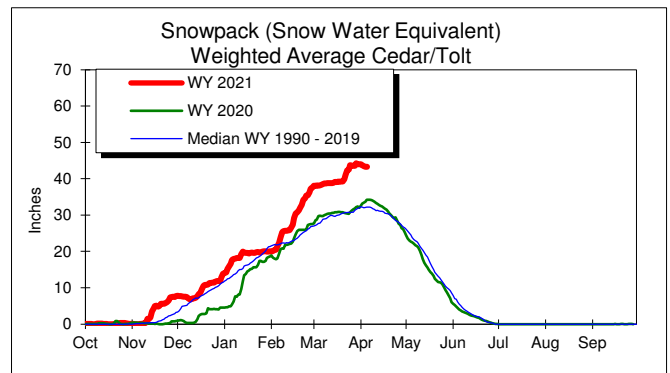 Snowpack (Snow Water Equivalent)
Weighted Average Cedar/Tolt
70
60
50
40
30
20
10
0
Inches
WY 2021
WY 2020
Median WY 1990 - 2019
Oct Nov Dec Jan Feb Mar Apr May Jun Jul Aug Sep